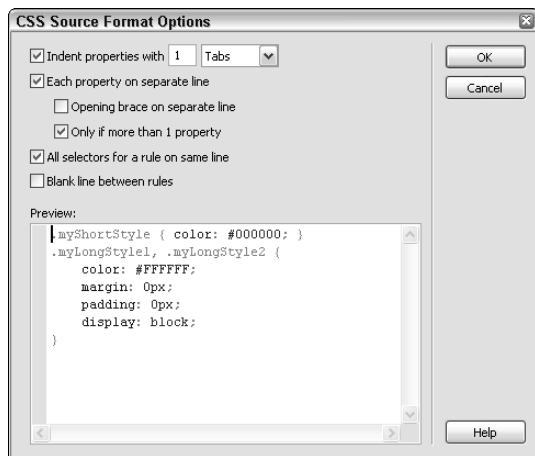 CSS Source Format Options
Indent properties with 1 Tabs
OK
Each property on separate line
Cancel
Opening brace on separate line
Only if more than 1 property
All selectors for a rule on same line
Blank line between rules
Preview:
.myShortStyle { color: #000000; }
.myLongStyle1, .myLongStyle2 {
    color: #FFFFFF;
    margin: 0px;
    padding: 0px;
    display: block;
}
Help